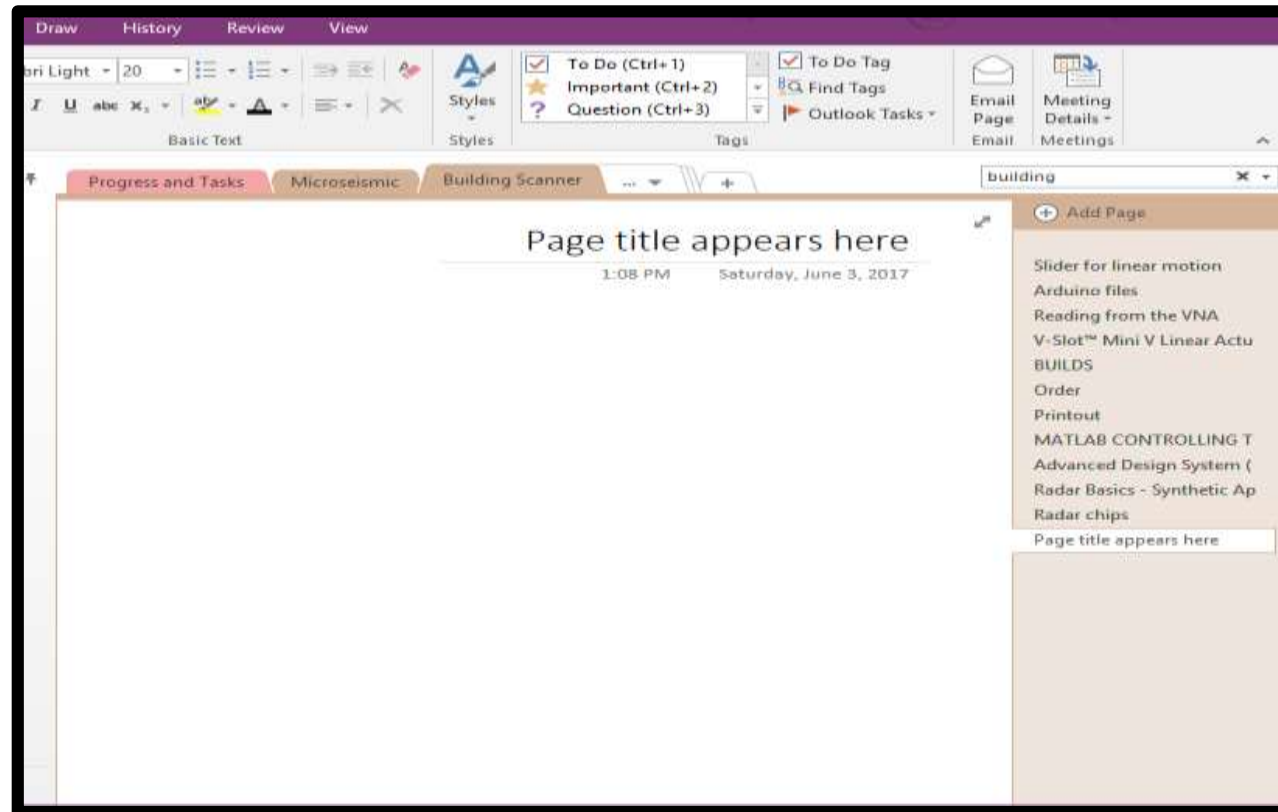 Draw History Review View
bri Light 20
To Do (Ctrl+1)
Important (Ctrl+2)
Question (Ctrl+3)
To Do Tag
Find Tags
Outlook Tasks
I U abc
Styles
Email Page
Meeting Details
Basic Text Styles Tags Email Meetings
Progress and Tasks Microseismic Building Scanner ... +
building
Add Page
Page title appears here
1:08 PM Saturday, June 3, 2017
Slider for linear motion
Arduino files
Reading from the VNA
V-Slot™ Mini V Linear Actu
BUILDS
Order
Printout
MATLAB CONTROLLING T
Advanced Design System (
Radar Basics - Synthetic Ap
Radar chips
Page title appears here